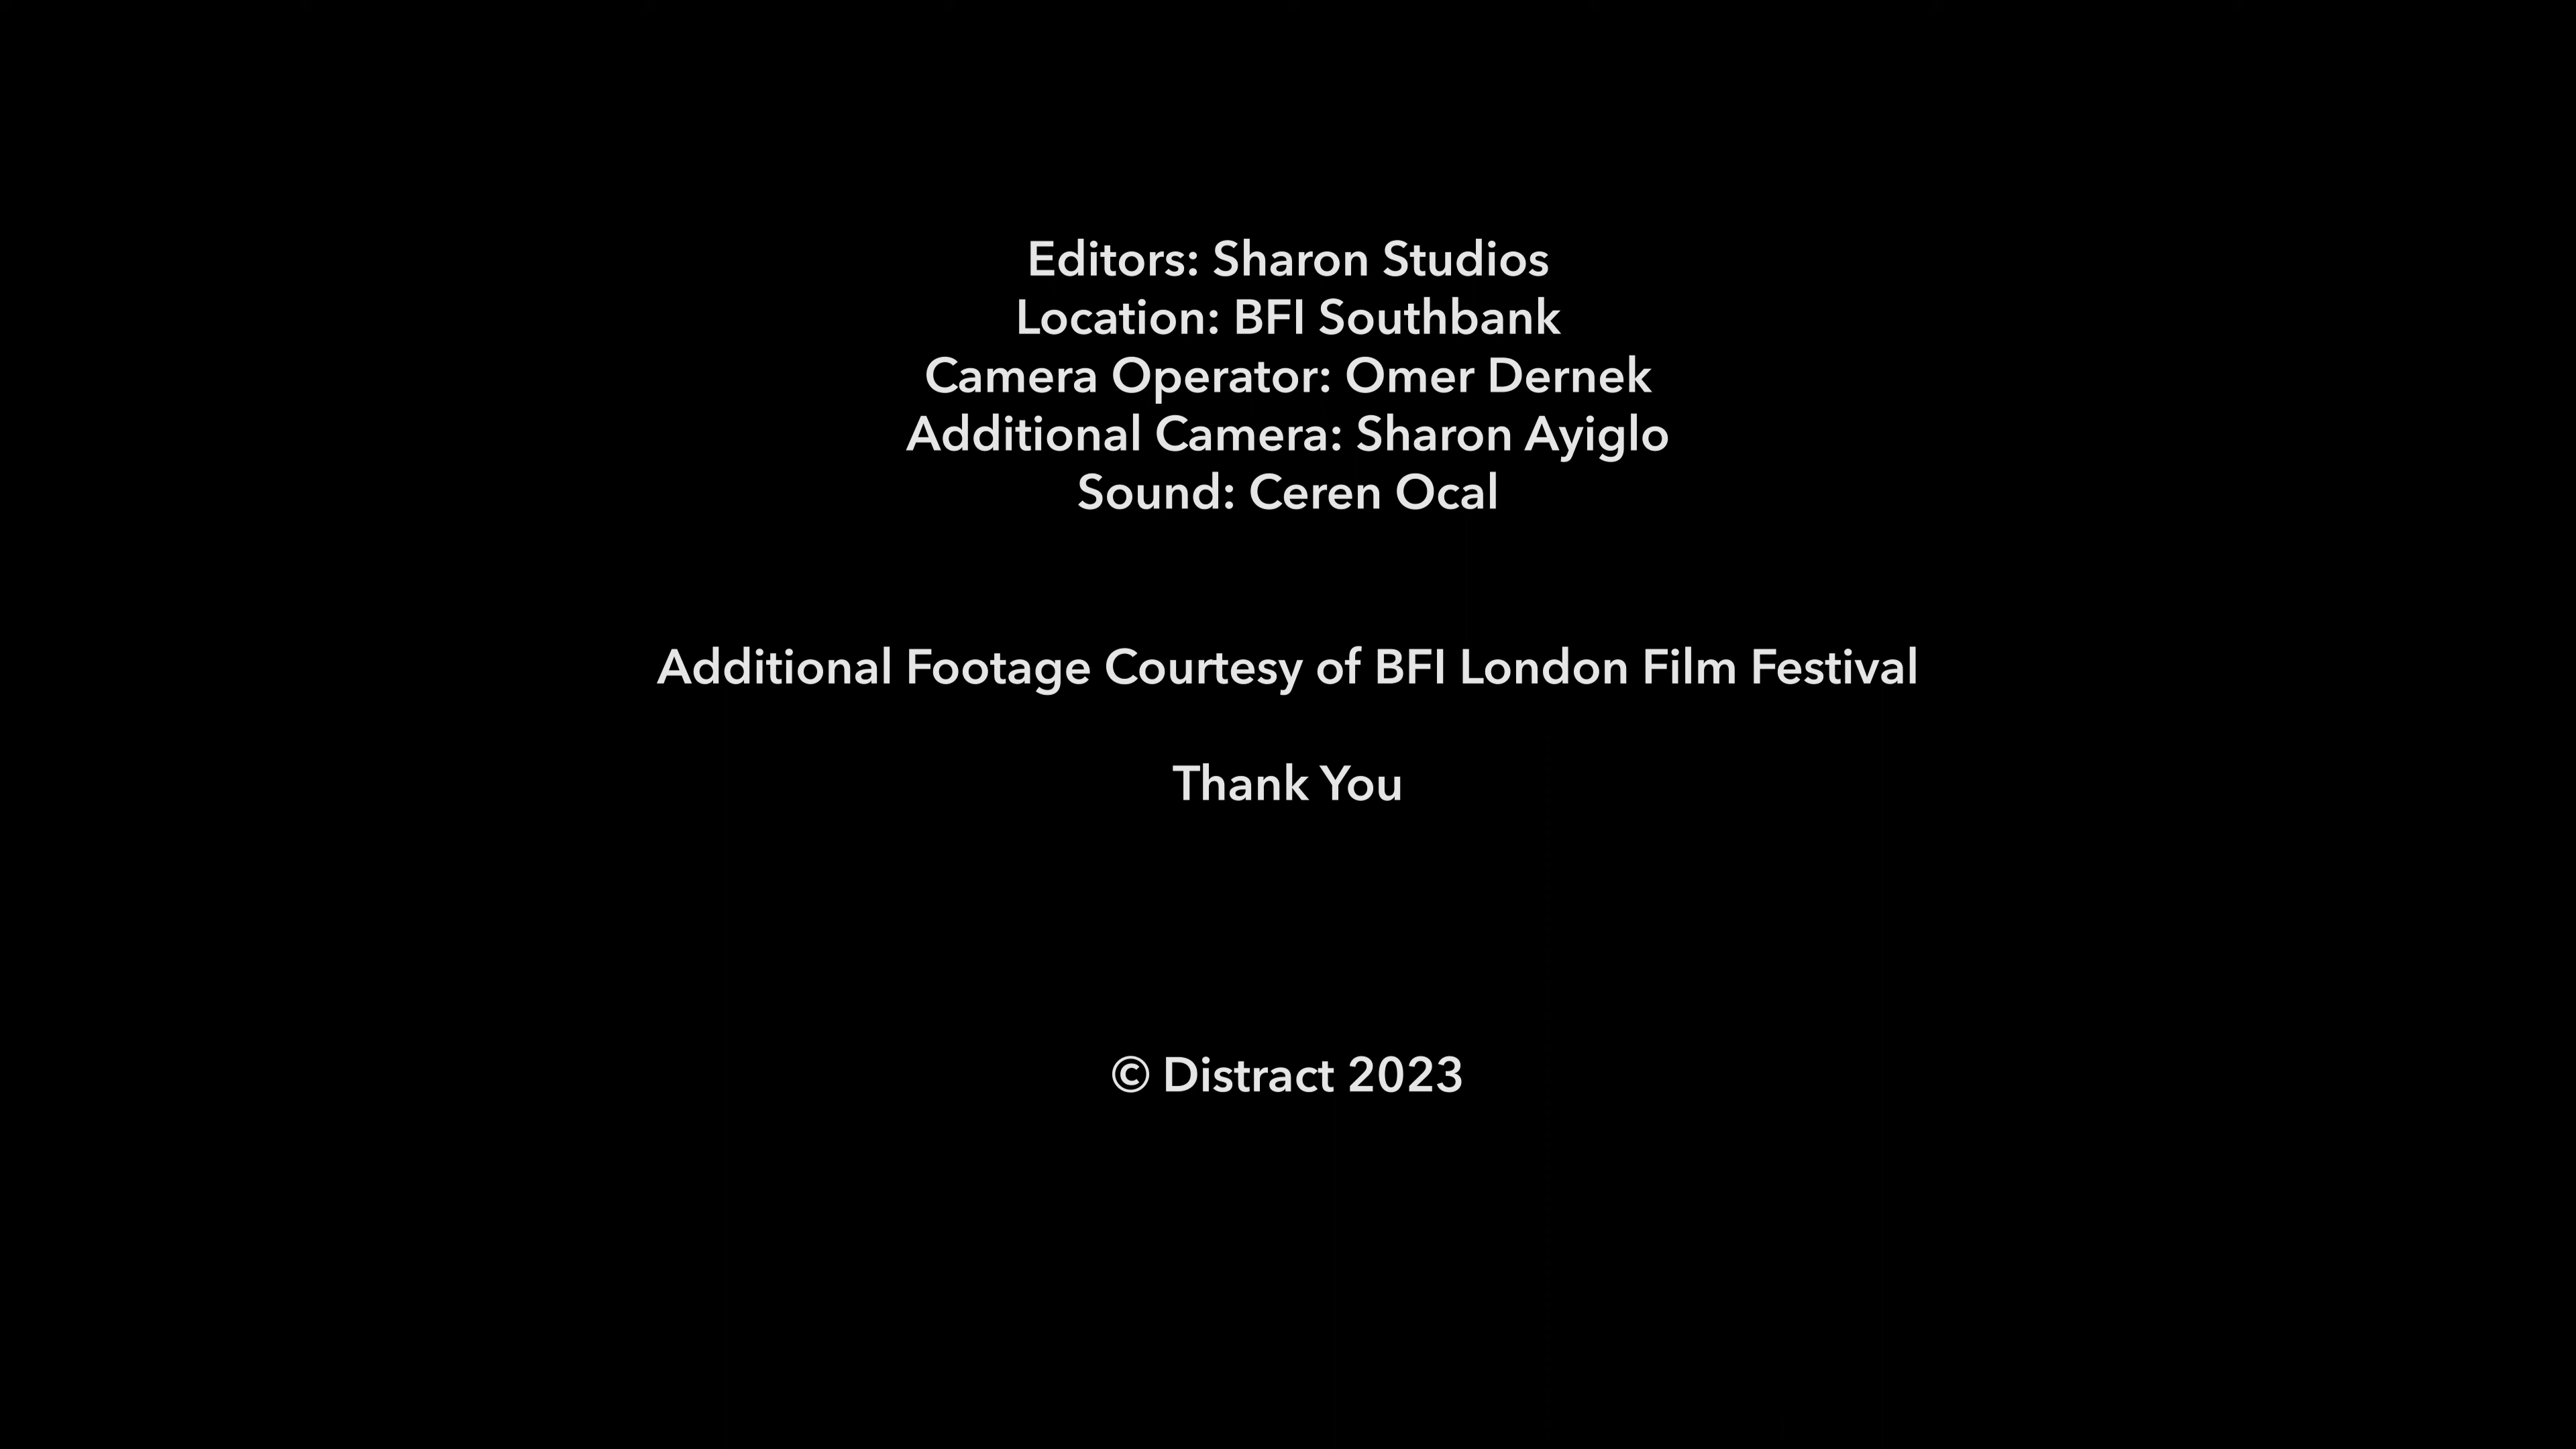 Editors: Sharon Studios
Location: BFI Southbank
Camera Operator: Omer Dernek
Additional Camera: Sharon Ayiglo
Sound: Ceren Ocal
Additional Footage Courtesy of BFI London Film Festival
Thank You
© Distract 2023